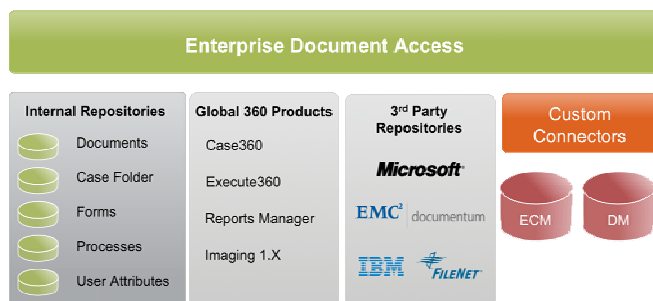 Enterprise Document Access
Internal Repositories
Documents
Case Folder
Forms
Processes
User Attributes
Global 360 Products
Case360
Execute360
Reports Manager
Imaging 1.X
3rd Party
Repositories
Microsoft®
EMC² documentum
IBM FILENET®
Custom
Connectors
ECM DM